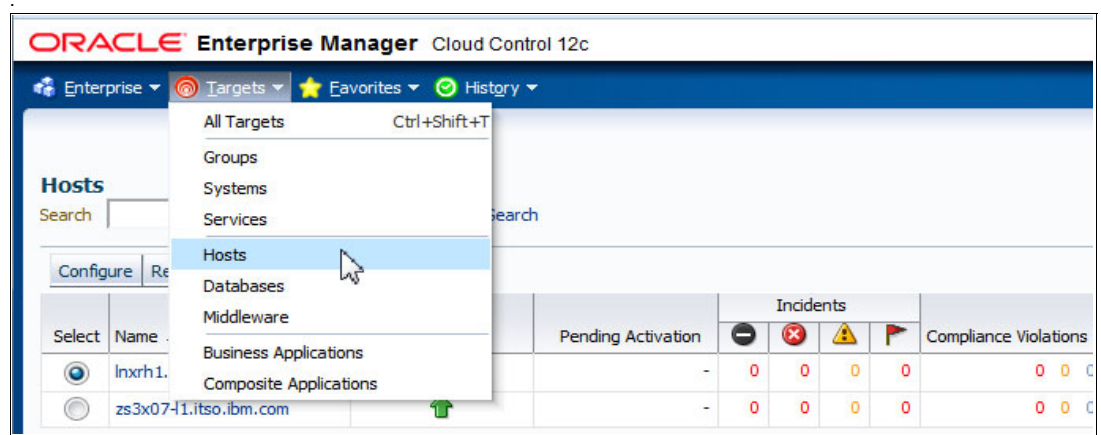 .
ORACLE Enterprise Manager Cloud Control 12c
Enterprise Targets Favorites History
All Targets Ctrl+Shift+T
Groups
Hosts
Systems
Search
Services
Search
Hosts
Configure Re
Databases
Middleware
Incidents
Select Name Pending Activation Compliance Violations
Business Applications
lnxrh1. - 0 0 0 0 0 0
Composite Applications
zs3x07-l1.itso.ibm.com - 0 0 0 0 0 0